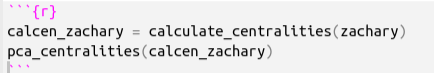 ```{r}
calcen_zachary = calculate_centralities(zachary)
pca_centralities(calcen_zachary)
```